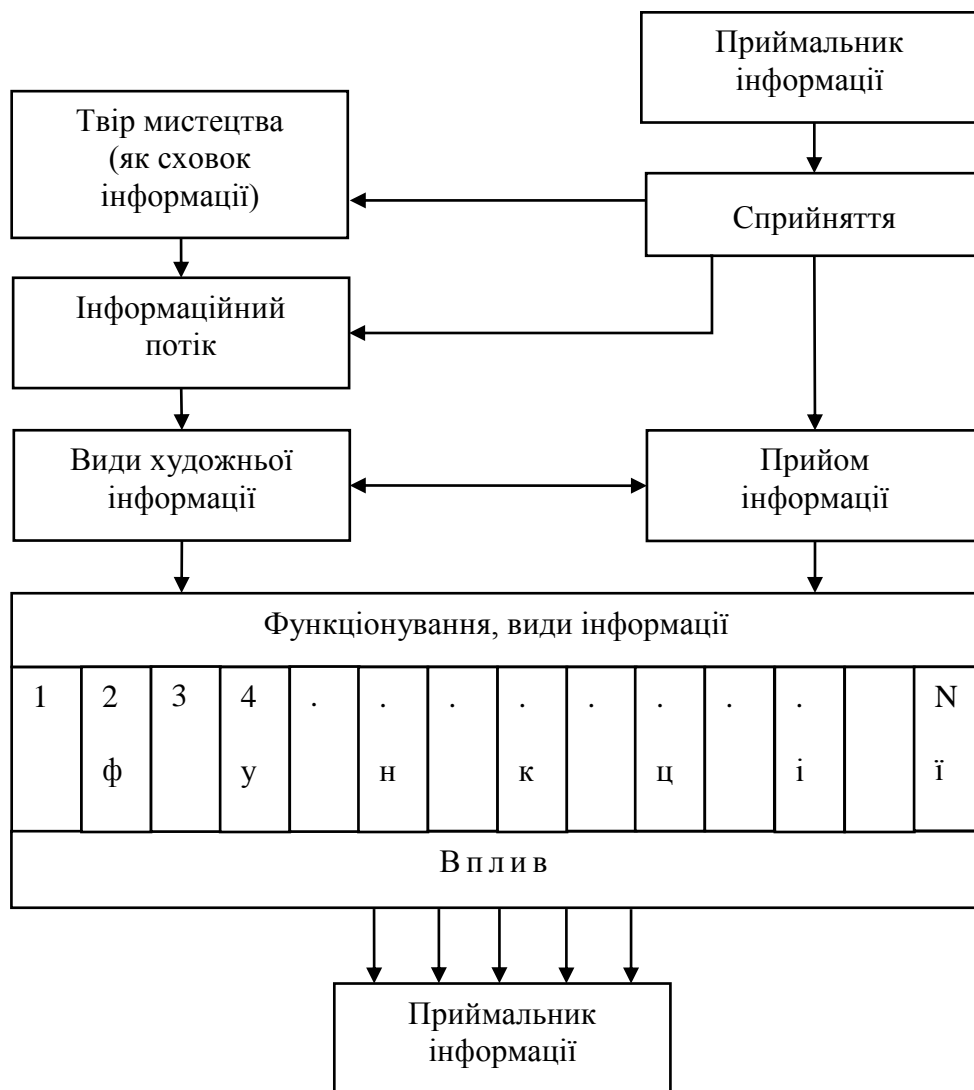 Приймальник
інформації
Твір мистецтва
(як сховок
інформації)
Сприйняття
Інформаційний
потік
Види художньої
інформації
Прийом
інформації
Функціонування, види інформації
1 2 3 4 . . . . . . . . N
ф у н к ц і ї
В п л и в
Приймальник
інформації